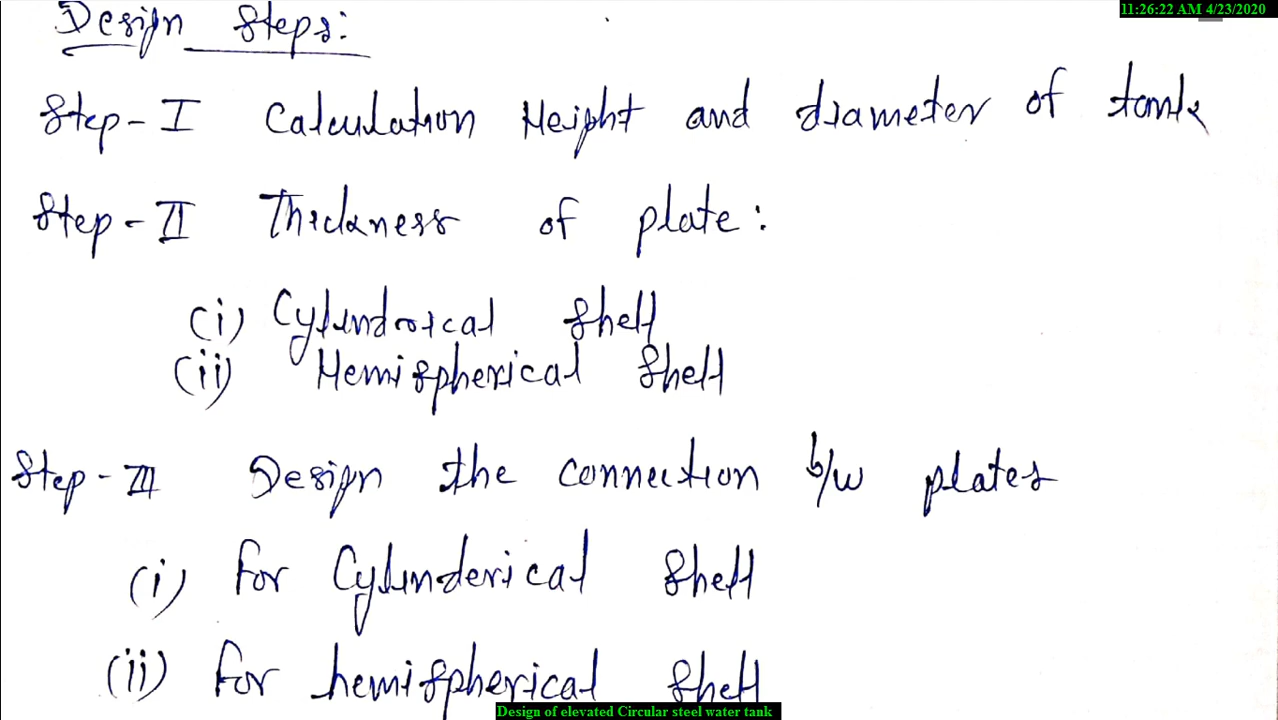 11:26:22 AM 4/23/2020
Design Steps:
Step-I Calculation Height and diameter of tank
Step-II Thickness of plate:
(i) Cylindrical Shell
(ii) Hemispherical Shell
Step-III Design the connection b/w plates
(i) For Cylinderical Shell
(ii) For hemispherical Shell
Design of elevated Circular steel water tank